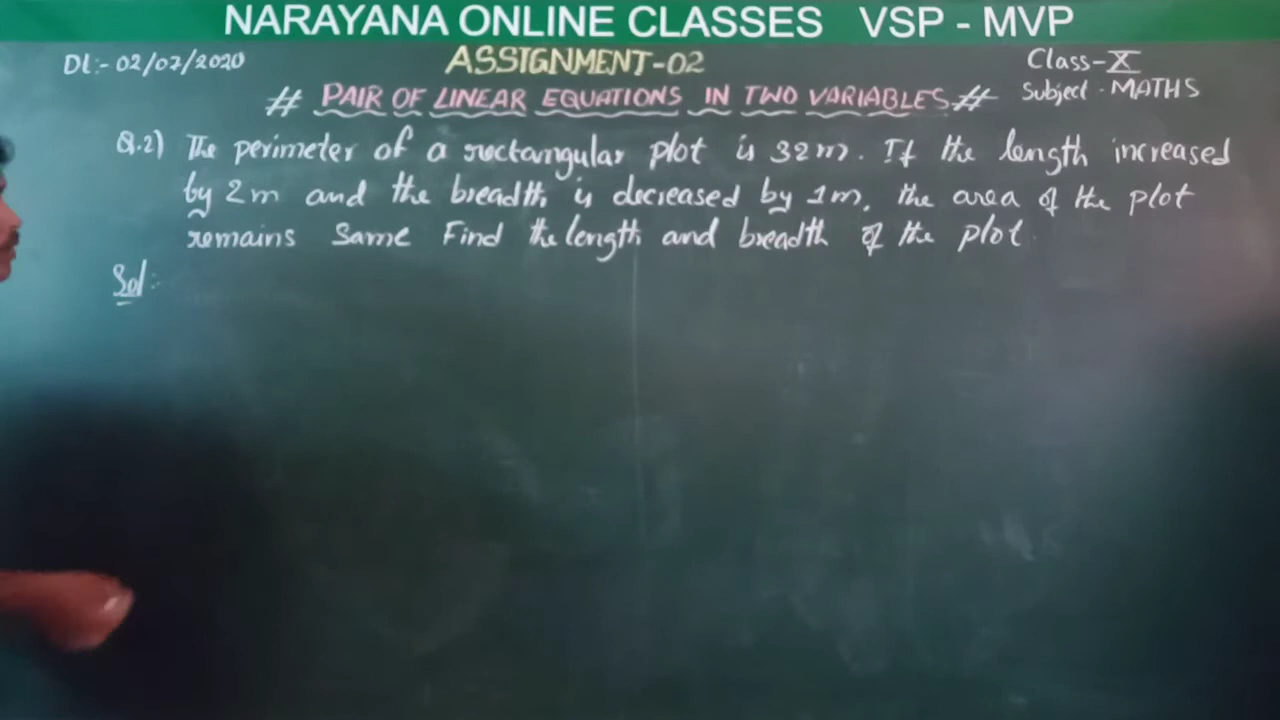 NARAYANA ONLINE CLASSES VSP - MVP
Dt:- 02/07/2020 ASSIGNMENT-02 Class-X
# PAIR OF LINEAR EQUATIONS IN TWO VARIABLES # Subject - MATHS
Q.2) The perimeter of a rectangular plot is 32m. If the length increased
by 2m and the breadth is decreased by 1m, the area of the plot
remains same Find the length and breadth of the plot.
Sol: